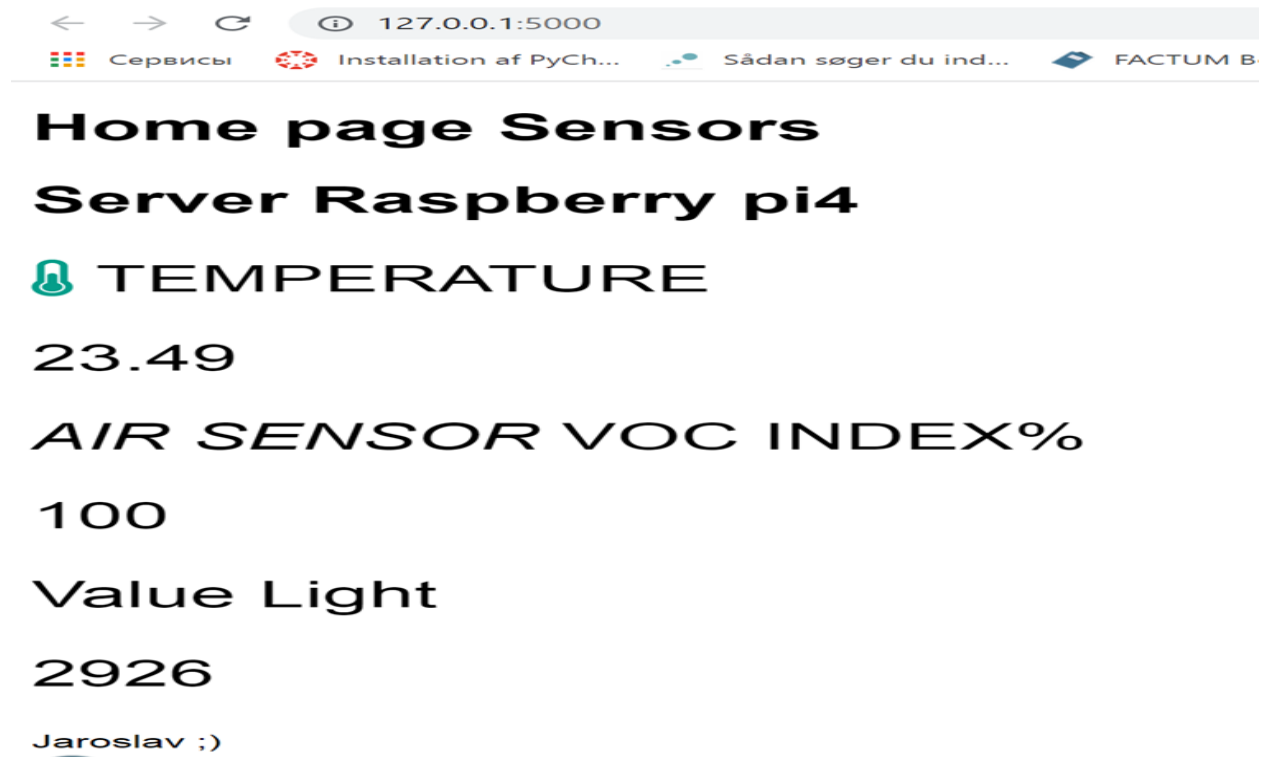 127.0.0.1:5000
Сервисы Installation af PyCh... Sådan søger du ind... FACTUM B
Home page Sensors
Server Raspberry pi4
TEMPERATURE
23.49
AIR SENSOR VOC INDEX%
100
Value Light
2926
Jaroslav ;)